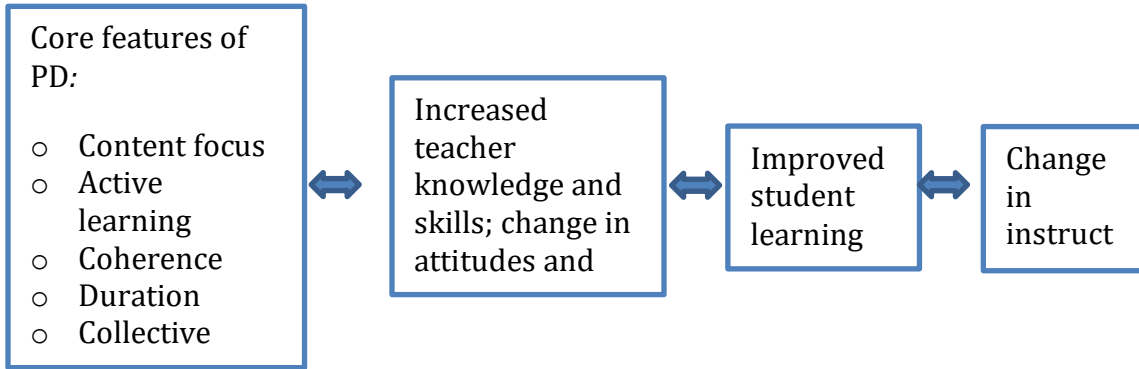 Core features of
PD:
o Content focus
o Active
learning
o Coherence
o Duration
o Collective
Increased
teacher
knowledge and
skills; change in
attitudes and
Improved
student
learning
Change
in
instruct